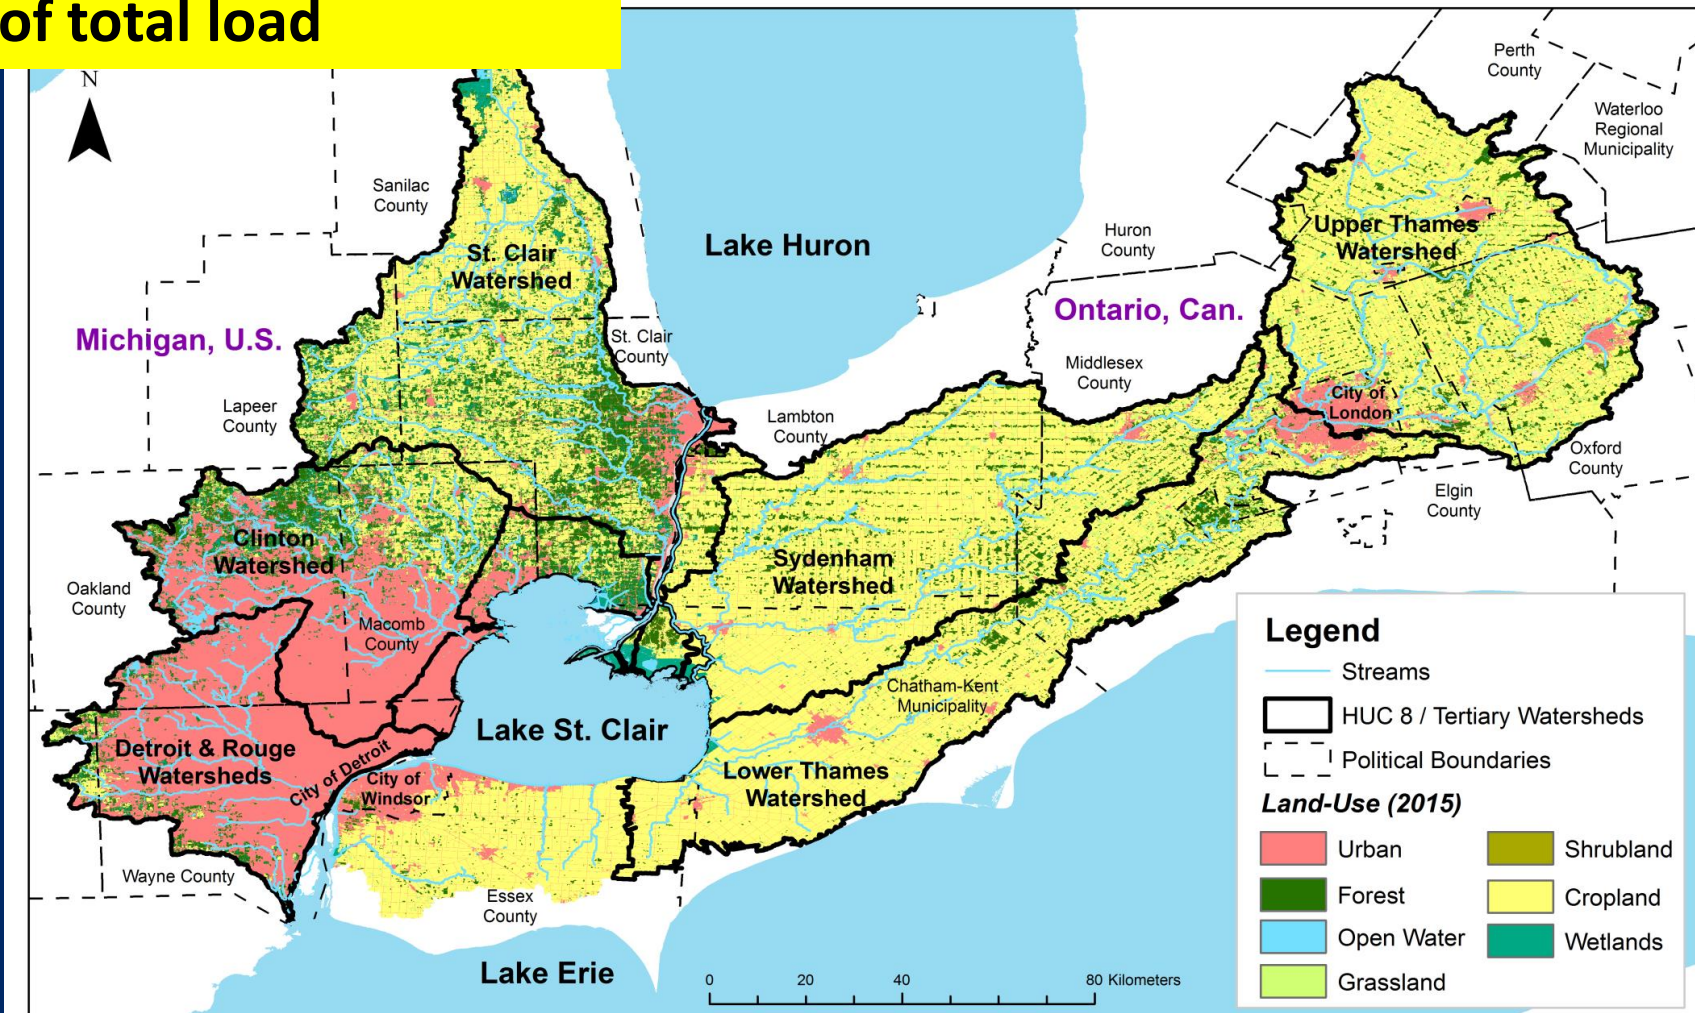 of total load
N
Perth
County
Waterloo
Regional
Municipality
Sanilac
County
Upper Thames
Watershed
Huron
County
Lake Huron
St. Clair
Watershed
Ontario, Can.
Michigan, U.S.
St. Clair
County
Middlesex
County
City of
London
Lapeer
County
Lambton
County
Oxford
County
Elgin
County
Clinton
Watershed
Sydenham
Watershed
Oakland
County
Macomb
County
Chatham-Kent
Municipality
Lake St. Clair
Detroit & Rouge
Watersheds
City of Detroit
City of
Windsor
Lower Thames
Watershed
Wayne County
Essex
County
Lake Erie
0 20 40 80 Kilometers
Legend
Streams
HUC 8 / Tertiary Watersheds
Political Boundaries
Land-Use (2015)
Urban
Forest
Open Water
Grassland
Shrubland
Cropland
Wetlands